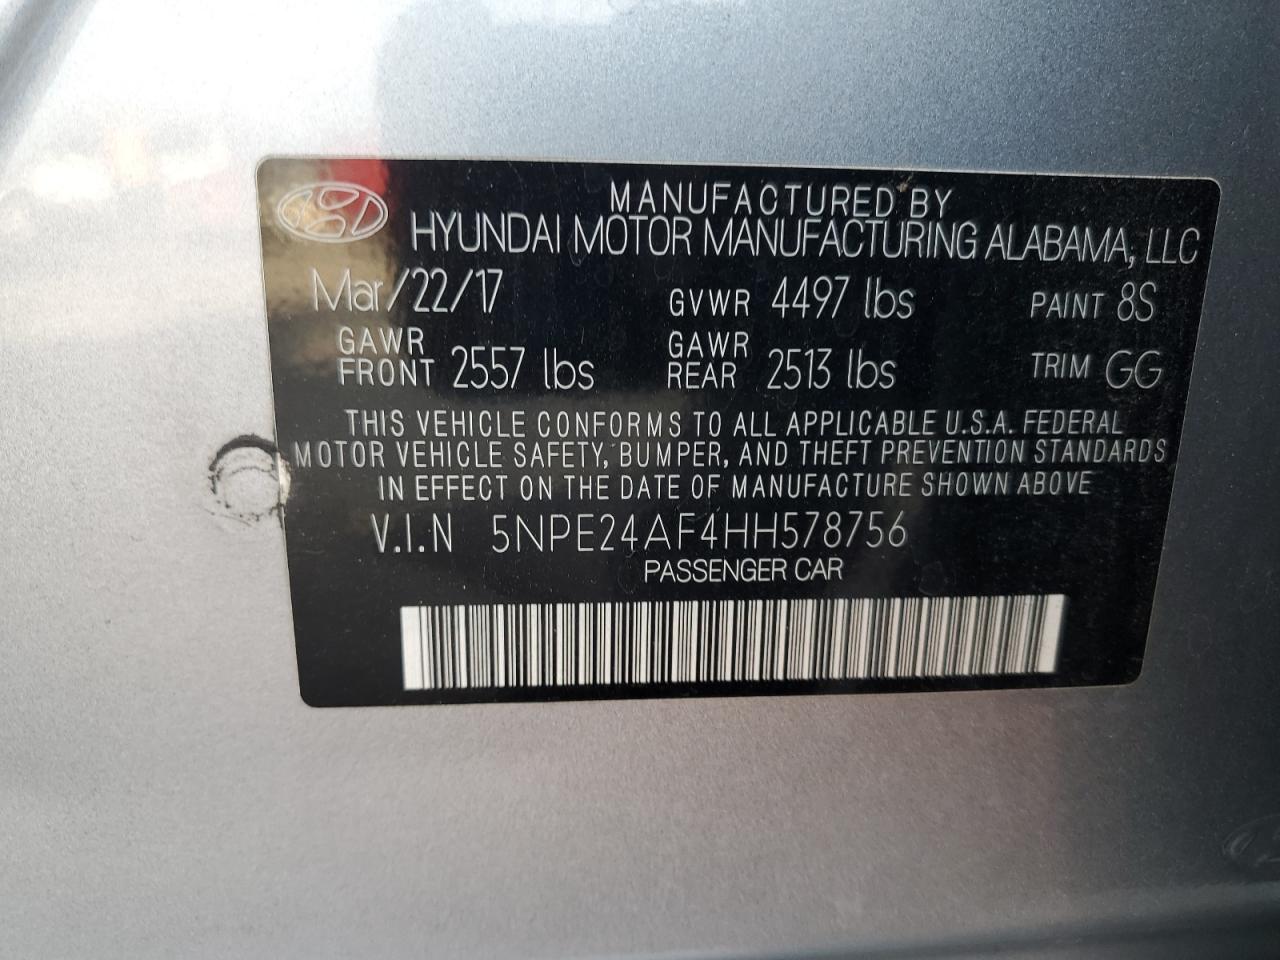 MANUFACTURED BY
HYUNDAI MOTOR MANUFACTURING ALABAMA, LLC
Mar/22/17 GVWR 4497 lbs PAINT 8S
GAWR FRONT 2557 lbs GAWR REAR 2513 lbs TRIM GG
THIS VEHICLE CONFORMS TO ALL APPLICABLE U.S.A. FEDERAL
MOTOR VEHICLE SAFETY, BUMPER, AND THEFT PREVENTION STANDARDS
IN EFFECT ON THE DATE OF MANUFACTURE SHOWN ABOVE
V.I.N 5NPE24AF4HH578756
PASSENGER CAR